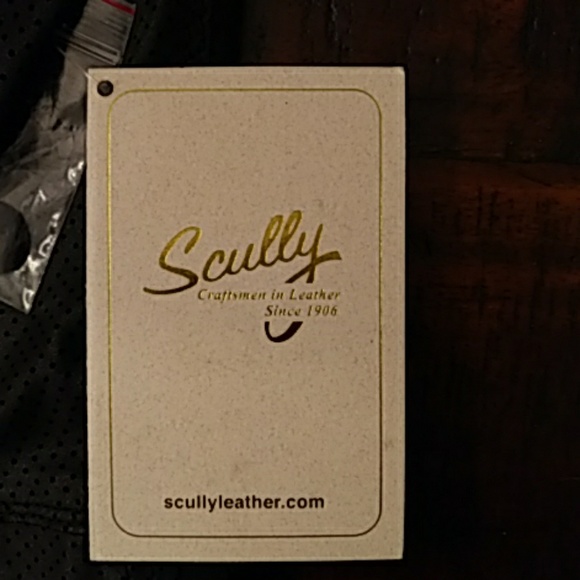 Scully
Craftsmen in Leather
Since 1906
scullyleather.com